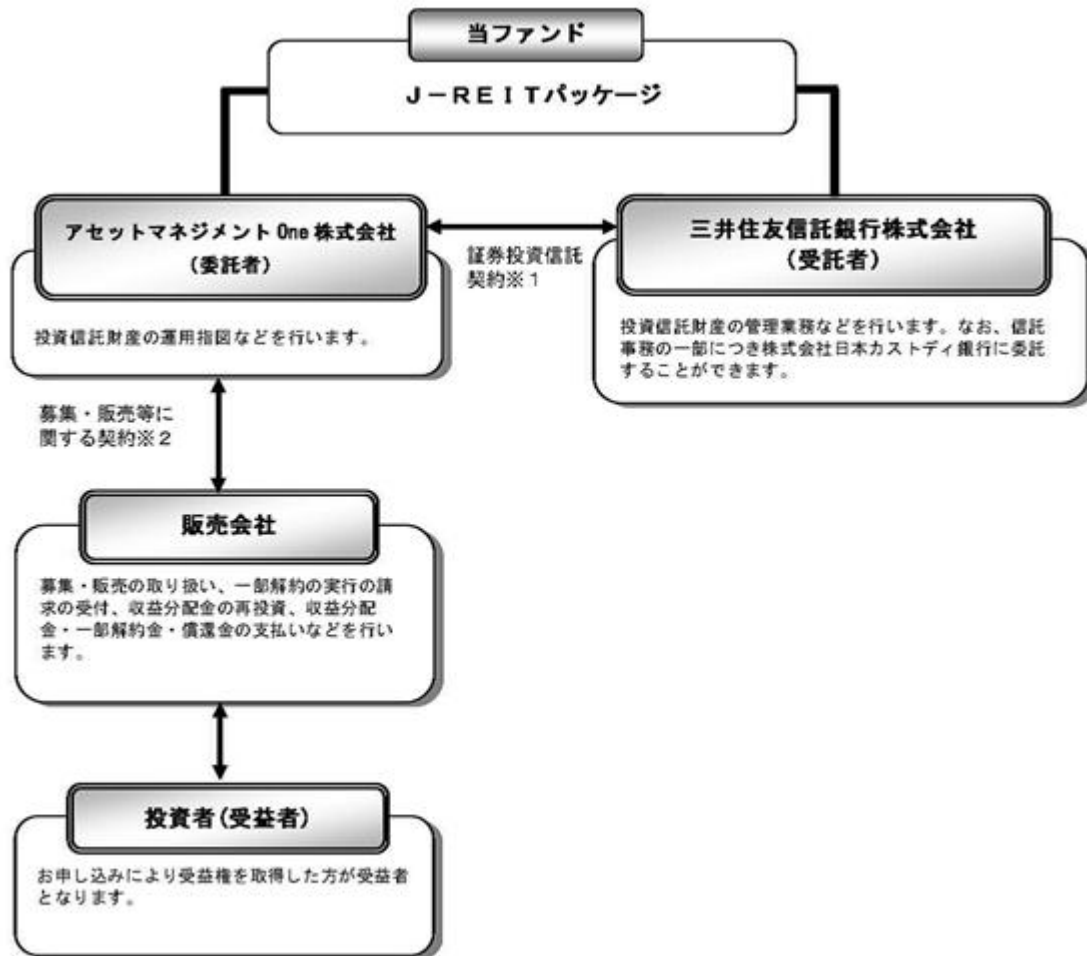 当ファンド
J－REITパッケージ
アセットマネジメント One 株式会社
(委託者)
投資信託財産の運用指図などを行います。
証券投資信託
契約※1
三井住友信託銀行株式会社
(受託者)
投資信託財産の管理業務などを行います。なお、信託
事務の一部につき株式会社日本カストディ銀行に委託
することができます。
募集・販売等に
関する契約※2
販売会社
募集・販売の取り扱い、一部解約の実行の請
求の受付、収益分配金の再投資、収益分配
金・一部解約金・償還金の支払いなどを行い
ます。
投資者(受益者)
お申し込みにより受益権を取得した方が受益者
となります。